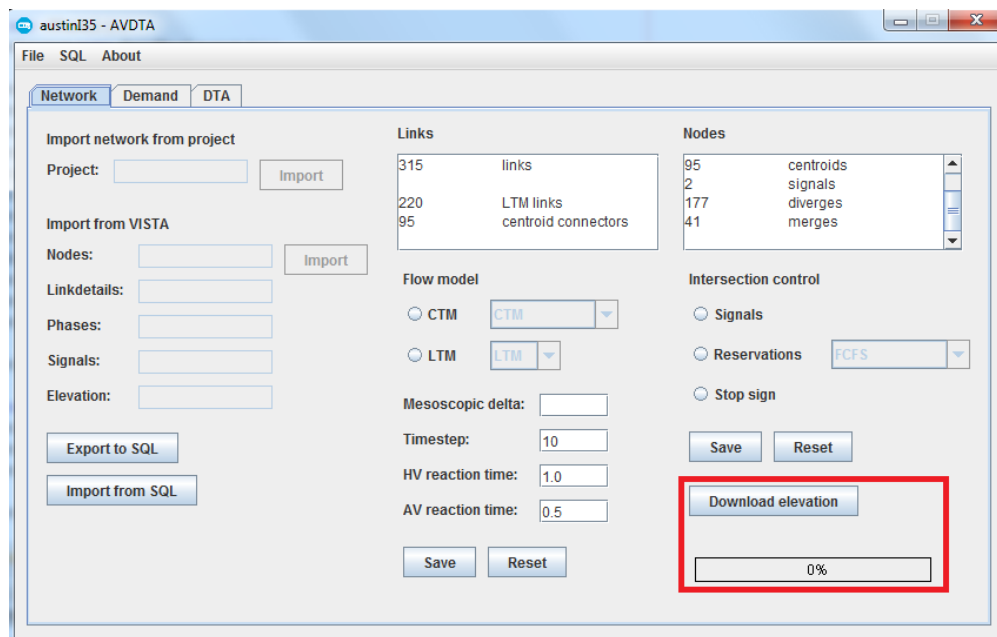 austinI35 - AVDTA
File SQL About
Network Demand DTA
Import network from project
Project:
Import
Import from VISTA
Nodes:
Import
Linkdetails:
Phases:
Signals:
Elevation:
Export to SQL
Import from SQL
Links
315 links
220 LTM links
95 centroid connectors
Flow model
CTM CTM
LTM LTM
Mesoscopic delta:
Timestep: 10
HV reaction time: 1.0
AV reaction time: 0.5
Save Reset
Nodes
95 centroids
2 signals
177 diverges
41 merges
Intersection control
Signals
Reservations FCFS
Stop sign
Save Reset
Download elevation
0%